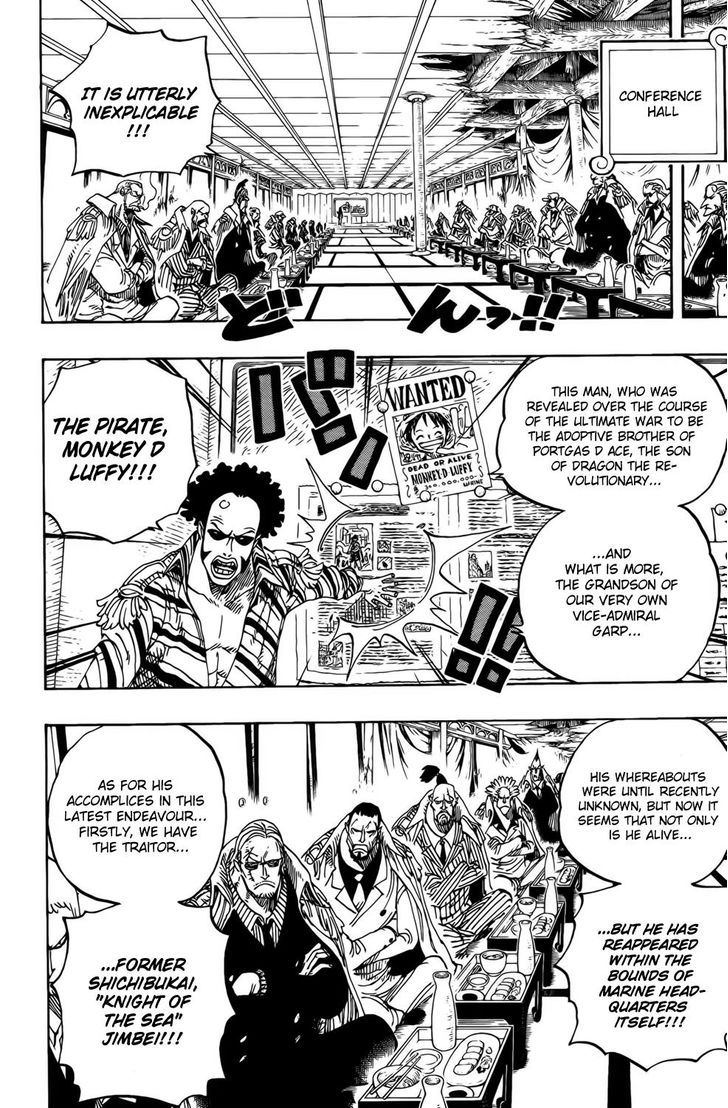 CONFERENCE
HALL
IT IS UTTERLY
INEXPLICABLE
!!!
どんっ!!
THIS MAN, WHO WAS
REVEALED OVER THE COURSE
OF THE ULTIMATE WAR TO BE
THE ADOPTIVE BROTHER OF
PORTGAS D ACE, THE SON
OF DRAGON THE RE-
VOLUTIONARY...
...AND
WHAT IS MORE,
THE GRANDSON OF
OUR VERY OWN
VICE-ADMIRAL
GARP...
WANTED
DEAD OR ALIVE
MONKEY·D·LUFFY
MARINE
THE PIRATE,
MONKEY D
LUFFY!!!
HIS WHEREABOUTS
WERE UNTIL RECENTLY
UNKNOWN, BUT NOW IT
SEEMS THAT NOT ONLY
IS HE ALIVE...
...BUT HE HAS
REAPPEARED
WITHIN THE
BOUNDS OF
MARINE HEAD-
QUARTERS
ITSELF!!!
AS FOR HIS
ACCOMPLICES IN THIS
LATEST ENDEAVOUR...
FIRSTLY, WE HAVE
THE TRAITOR...
...FORMER
SHICHIBUKAI,
"KNIGHT OF
THE SEA"
JIMBEI!!!